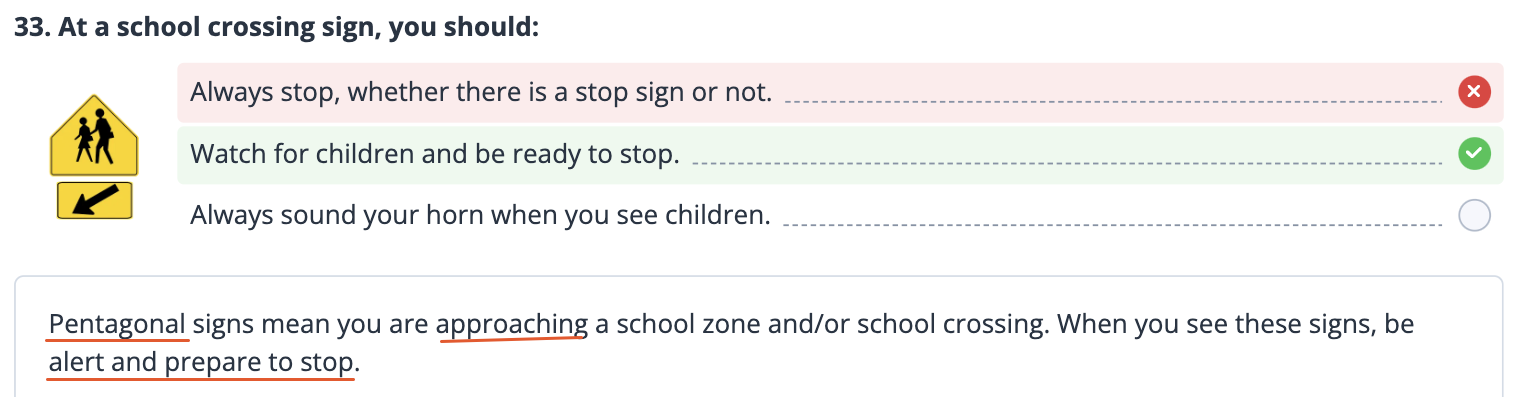 33. At a school crossing sign, you should:
Always stop, whether there is a stop sign or not.
Watch for children and be ready to stop.
Always sound your horn when you see children.
Pentagonal signs mean you are approaching a school zone and/or school crossing. When you see these signs, be
alert and prepare to stop.